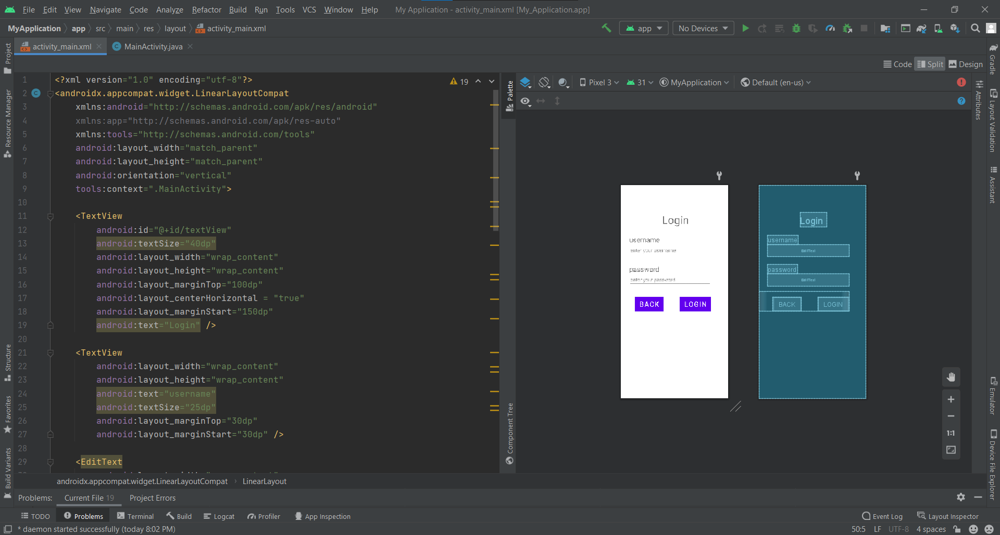 File Edit View Navigate Code Analyze Refactor Build Run Tools VCS Window Help My Application - activity_main.xml [My_Application.app]
MyApplication app src main res layout activity_main.xml app No Devices
activity_main.xml MainActivity.java
Code Split Design
1 <?xml version="1.0" encoding="utf-8"?>
2 <androidx.appcompat.widget.LinearLayoutCompat
3 xmlns:android="http://schemas.android.com/apk/res/android"
4 xmlns:app="http://schemas.android.com/apk/res-auto"
5 xmlns:tools="http://schemas.android.com/tools"
6 android:layout_width="match_parent"
7 android:layout_height="match_parent"
8 android:orientation="vertical"
9 tools:context=".MainActivity">
10
11 <TextView
12 android:id="@+id/textView"
13 android:textSize="40dp"
14 android:layout_width="wrap_content"
15 android:layout_height="wrap_content"
16 android:layout_marginTop="100dp"
17 android:layout_centerHorizontal = "true"
18 android:layout_marginStart="150dp"
19 android:text="Login" />
20
21 <TextView
22 android:layout_width="wrap_content"
23 android:layout_height="wrap_content"
24 android:text="username"
25 android:textSize="25dp"
26 android:layout_marginTop="30dp"
27 android:layout_marginStart="30dp" />
28
29 <EditText
19
Pixel 3 31 MyApplication Default (en-us)
Login
username
enter your username
password
enter your password
BACK LOGIN
Login
username
EditText
password
EditText
BACK LOGIN
1:1
Project
Resource Manager
Structure
Favorites
Build Variants
Palette
Component Tree
Attributes
Gradle
Layout Validation
Assistant
Emulator
Device File Explorer
androidx.appcompat.widget.LinearLayoutCompat LinearLayout
Problems: Current File 19 Project Errors
TODO Problems Terminal Build Logcat Profiler App Inspection Event Log Layout Inspector
* daemon started successfully (today 8:02 PM) 50:5 LF UTF-8 4 spaces